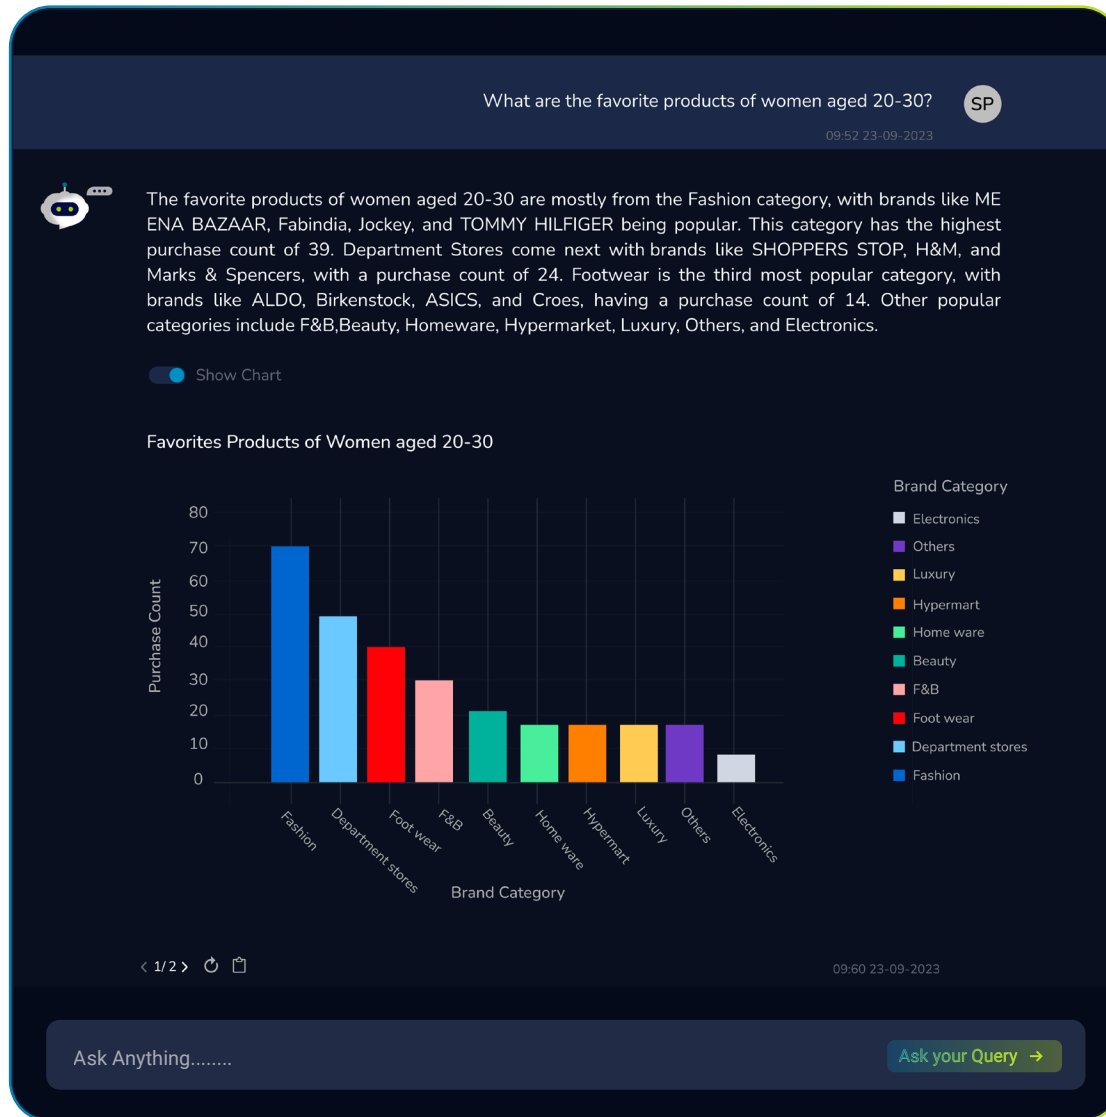 What are the favorite products of women aged 20-30?
SP
09:52 23-09-2023
The favorite products of women aged 20-30 are mostly from the Fashion category, with brands like ME
ENA BAZAAR, Fabindia, Jockey, and TOMMY HILFIGER being popular. This category has the highest
purchase count of 39. Department Stores come next with brands like SHOPPERS STOP, H&M, and
Marks & Spencers, with a purchase count of 24. Footwear is the third most popular category, with
brands like ALDO, Birkenstock, ASICS, and Croes, having a purchase count of 14. Other popular
categories include F&B,Beauty, Homeware, Hypermarket, Luxury, Others, and Electronics.
Show Chart
Favorites Products of Women aged 20-30
Purchase Count
80
70
60
50
40
30
20
10
0
Fashion
Department stores
Foot wear
F&B
Beauty
Home ware
Hypermart
Luxury
Others
Electronics
Brand Category
Brand Category
Electronics
Others
Luxury
Hypermart
Home ware
Beauty
F&B
Foot wear
Department stores
Fashion
< 1/2 >
09:60 23-09-2023
Ask Anything........
Ask your Query →